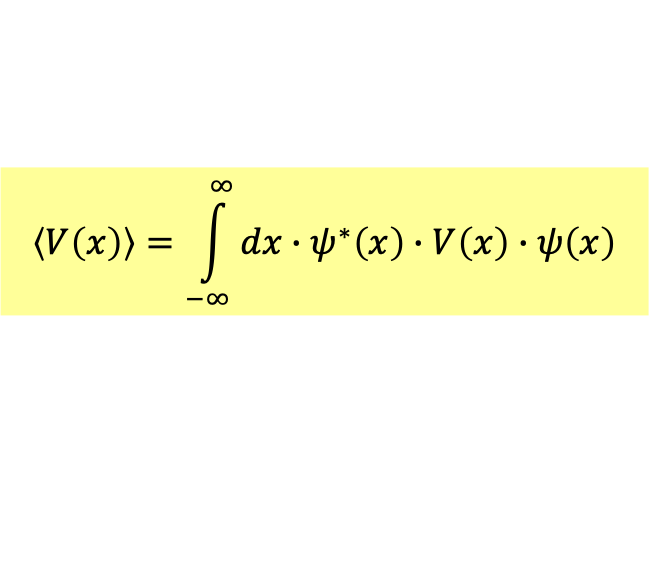 ⟨V(x)⟩ = ∫_{−∞}^{∞} dx · ψ*(x) · V(x) · ψ(x)